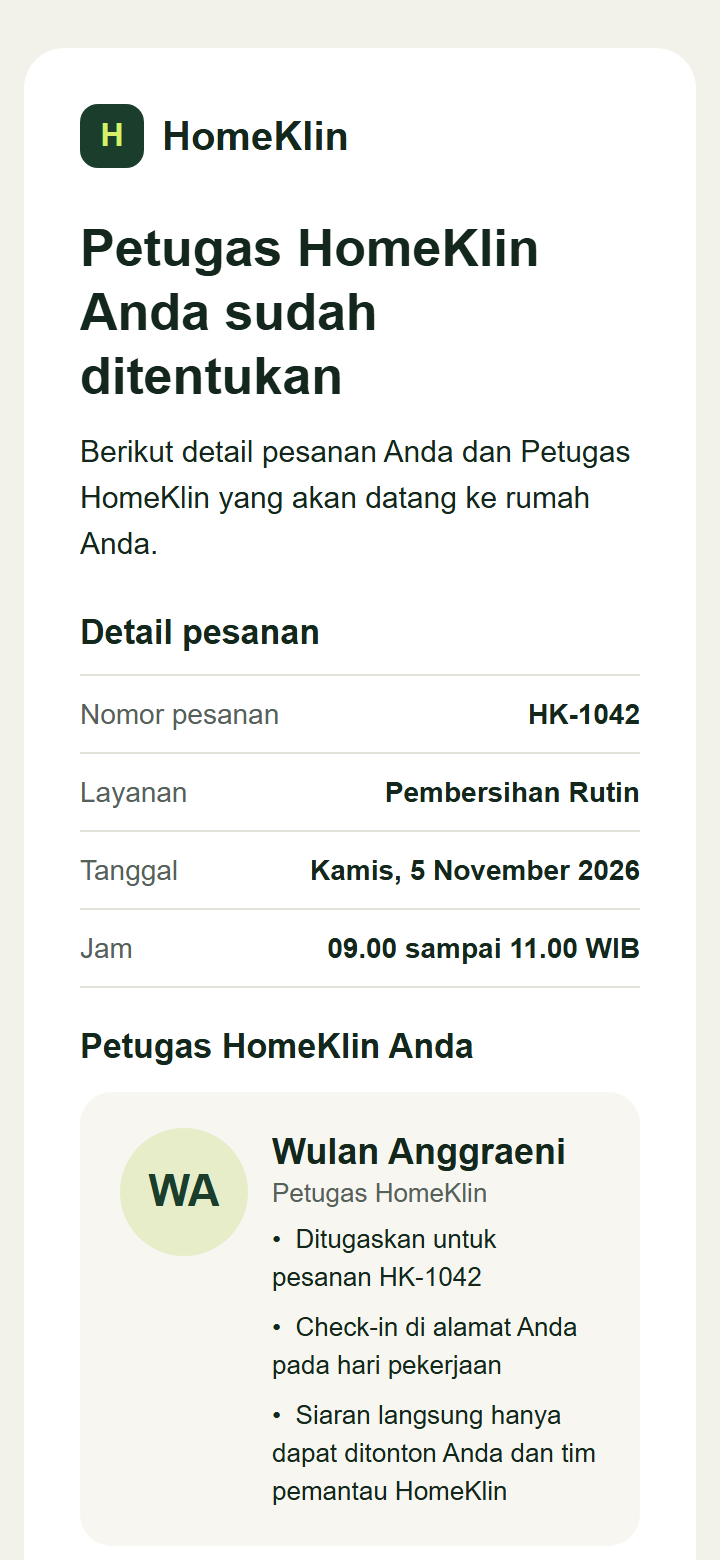 H HomeKlin
Petugas HomeKlin
Anda sudah
ditentukan
Berikut detail pesanan Anda dan Petugas
HomeKlin yang akan datang ke rumah
Anda.
Detail pesanan
Nomor pesanan HK-1042
Layanan Pembersihan Rutin
Tanggal Kamis, 5 November 2026
Jam 09.00 sampai 11.00 WIB
Petugas HomeKlin Anda
WA
Wulan Anggraeni
Petugas HomeKlin
• Ditugaskan untuk
pesanan HK-1042
• Check-in di alamat Anda
pada hari pekerjaan
• Siaran langsung hanya
dapat ditonton Anda dan tim
pemantau HomeKlin